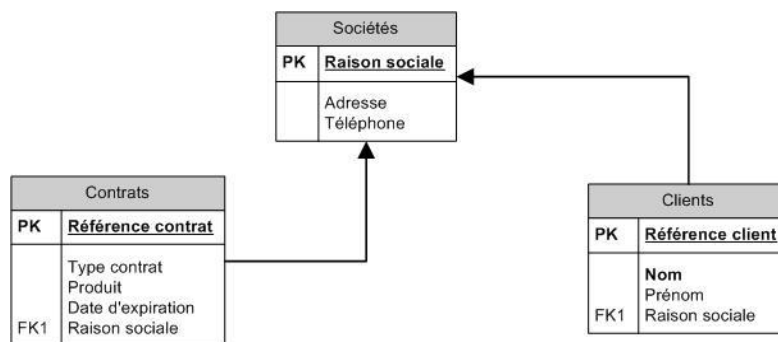 Sociétés
PK Raison sociale
Adresse
Téléphone
Contrats
PK Référence contrat
Type contrat
Produit
Date d'expiration
FK1 Raison sociale
Clients
PK Référence client
Nom
Prénom
FK1 Raison sociale